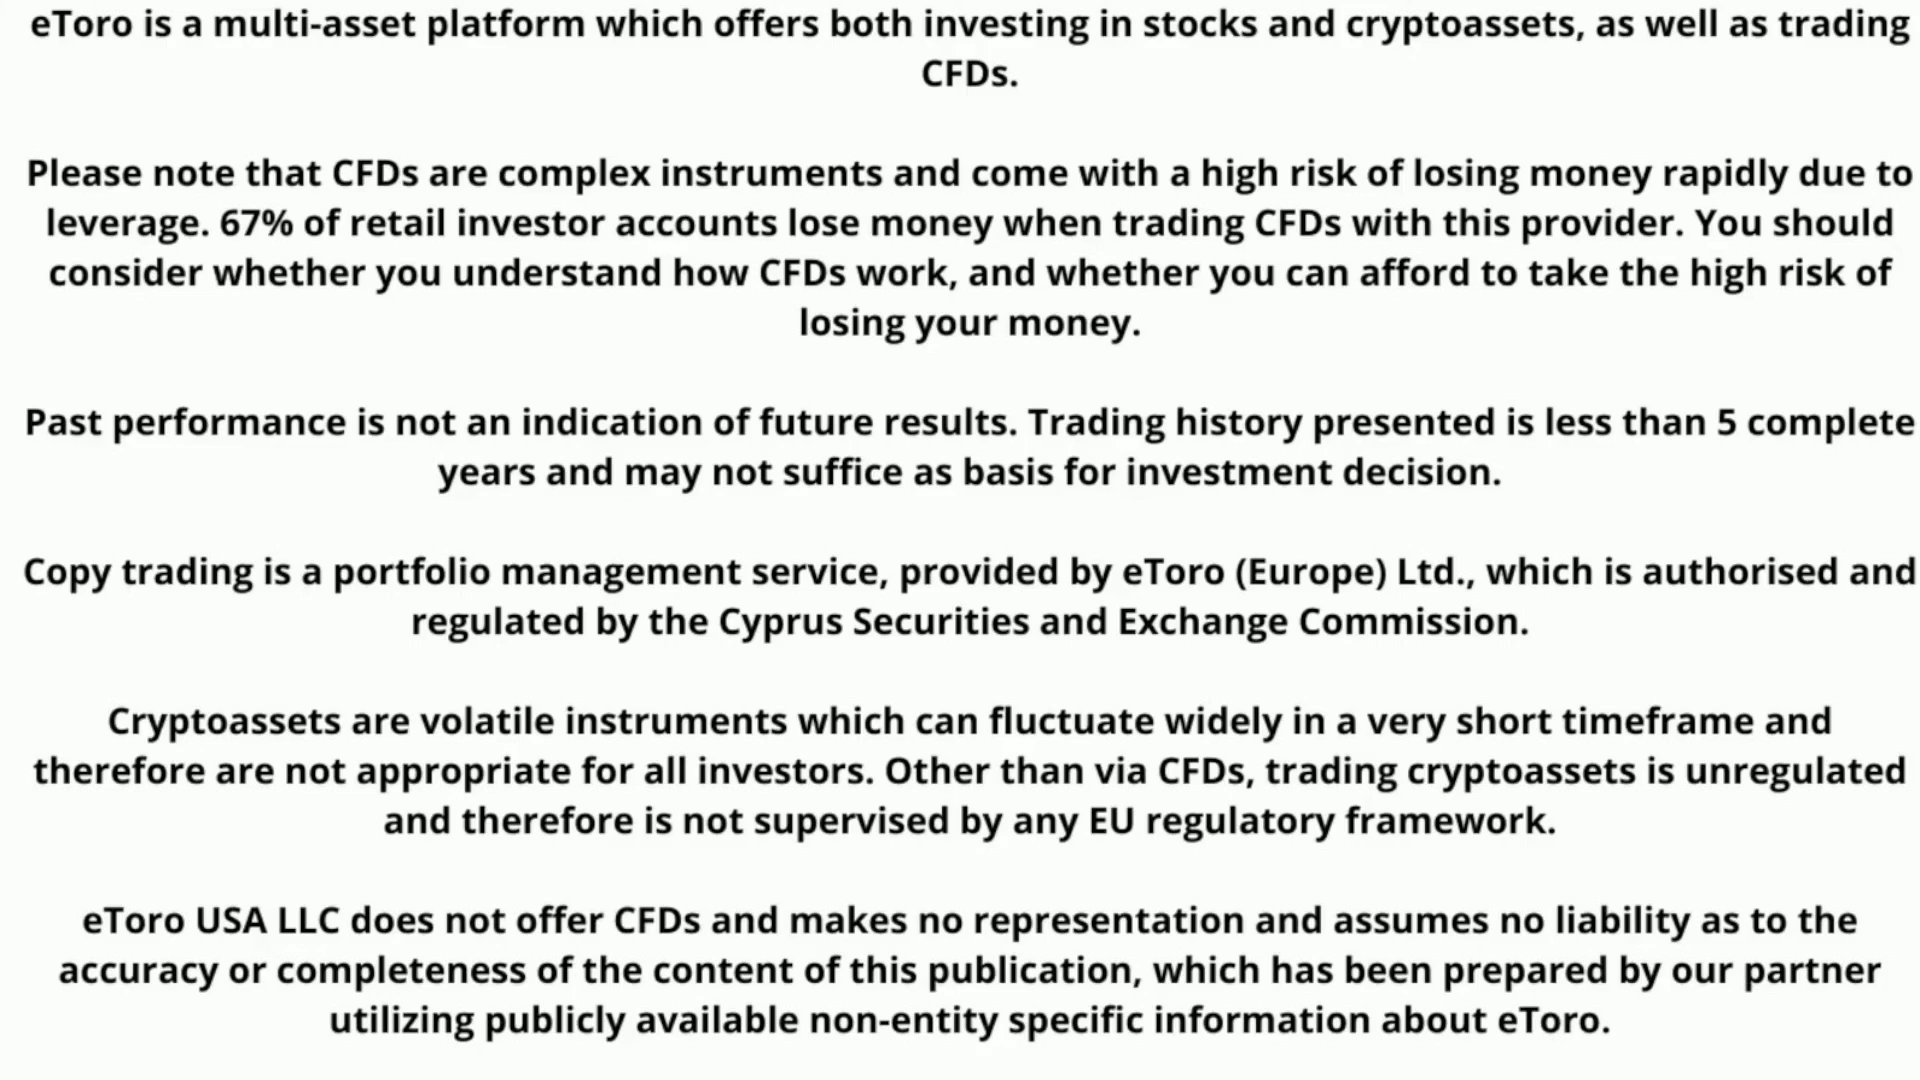 eToro is a multi-asset platform which offers both investing in stocks and cryptoassets, as well as trading
CFDs.
Please note that CFDs are complex instruments and come with a high risk of losing money rapidly due to
leverage. 67% of retail investor accounts lose money when trading CFDs with this provider. You should
consider whether you understand how CFDs work, and whether you can afford to take the high risk of
losing your money.
Past performance is not an indication of future results. Trading history presented is less than 5 complete
years and may not suffice as basis for investment decision.
Copy trading is a portfolio management service, provided by eToro (Europe) Ltd., which is authorised and
regulated by the Cyprus Securities and Exchange Commission.
Cryptoassets are volatile instruments which can fluctuate widely in a very short timeframe and
therefore are not appropriate for all investors. Other than via CFDs, trading cryptoassets is unregulated
and therefore is not supervised by any EU regulatory framework.
eToro USA LLC does not offer CFDs and makes no representation and assumes no liability as to the
accuracy or completeness of the content of this publication, which has been prepared by our partner
utilizing publicly available non-entity specific information about eToro.